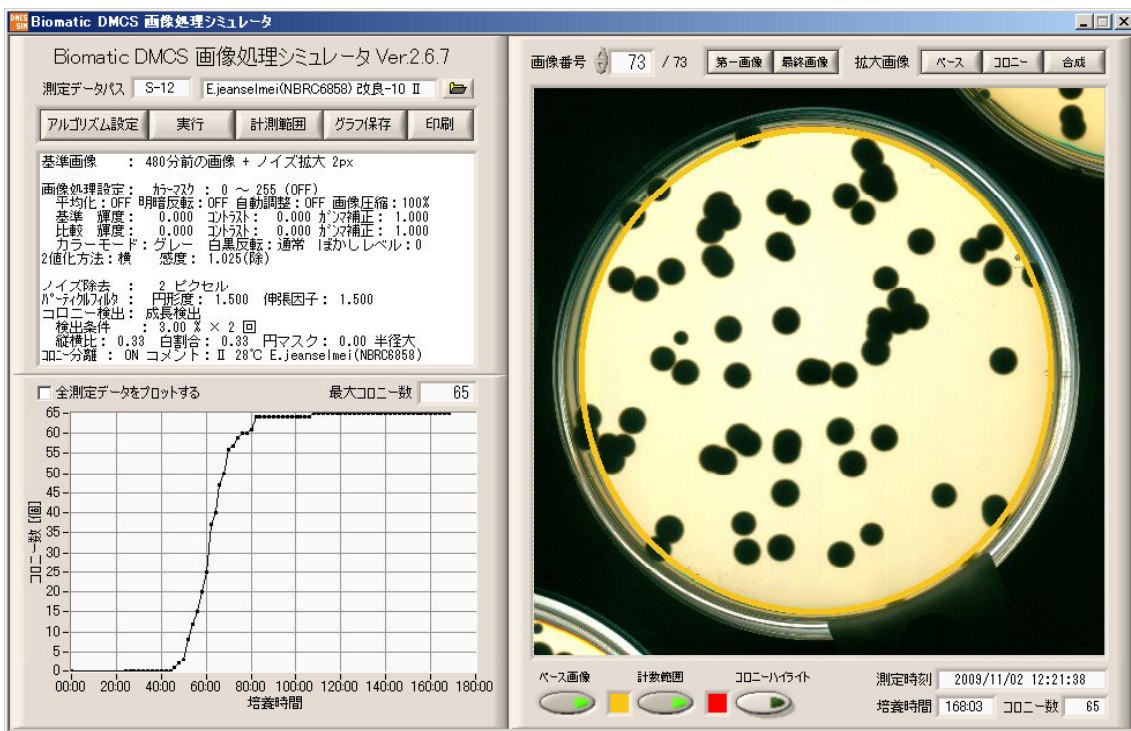 DMCS SIM Biomatic DMCS 画像処理シミュレータ
Biomatic DMCS 画像処理シミュレータ Ver.2.6.7
測定データパス S-12 E.jeanselmei(NBRC6858) 改良-10 Ⅱ
アルゴリズム設定 実行 計測範囲 グラフ保存 印刷
基準画像 : 480分前の画像 + ノイズ拡大 2px
画像処理設定: カラーマスク : 0 ~ 255 (OFF)
平均化:OFF 明暗反転:OFF 自動調整:OFF 画像圧縮:100%
基準 輝度: 0.000 コントラスト: 0.000 ガンマ補正: 1.000
比較 輝度: 0.000 コントラスト: 0.000 ガンマ補正: 1.000
カラーモード:グレー 白黒反転:通常 ぼかしレベル:0
2値化方法:横 感度: 1.025(除)
ノイズ除去 : 2 ピクセル
パーティクルフィルタ : 円形度: 1.500 伸張因子: 1.500
コロニー検出: 成長検出
検出条件 : 3.00 % × 2 回
縦横比: 0.33 白割合: 0.33 円マスク: 0.00 半径大
コロニー分離 : ON コメント:Ⅱ 28℃ E.jeanselmei(NBRC6858)
全測定データをプロットする 最大コロニー数 65
65
60
55
50
45
40
35
30
25
20
15
10
5
0
コロニー数 [個]
00:00 20:00 40:00 60:00 80:00 100:00 120:00 140:00 160:00 180:00
培養時間
画像番号 73 / 73 第一画像 最終画像 拡大画像 ベース コロニー 合成
ベース画像 計数範囲 コロニーハイライト 測定時刻 2009/11/02 12:21:38
培養時間 168:03 コロニー数 65